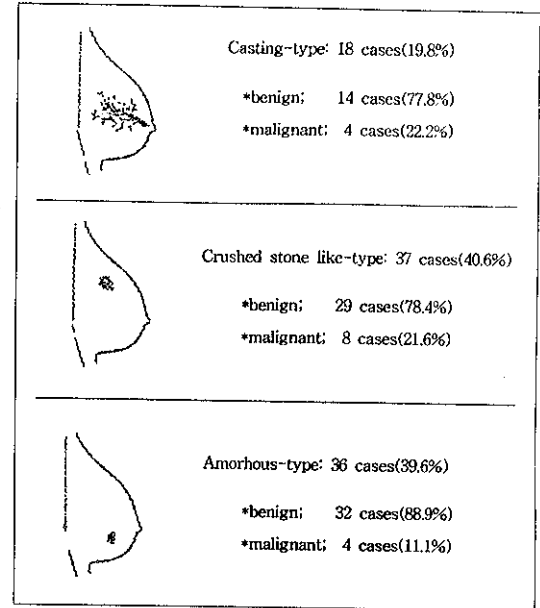 Casting-type: 18 cases(19.8%)
*benign; 14 cases(77.8%)
*malignant; 4 cases(22.2%)
Crushed stone like-type: 37 cases(40.6%)
*benign; 29 cases(78.4%)
*malignant; 8 cases(21.6%)
Amorhous-type: 36 cases(39.6%)
*benign; 32 cases(88.9%)
*malignant; 4 cases(11.1%)